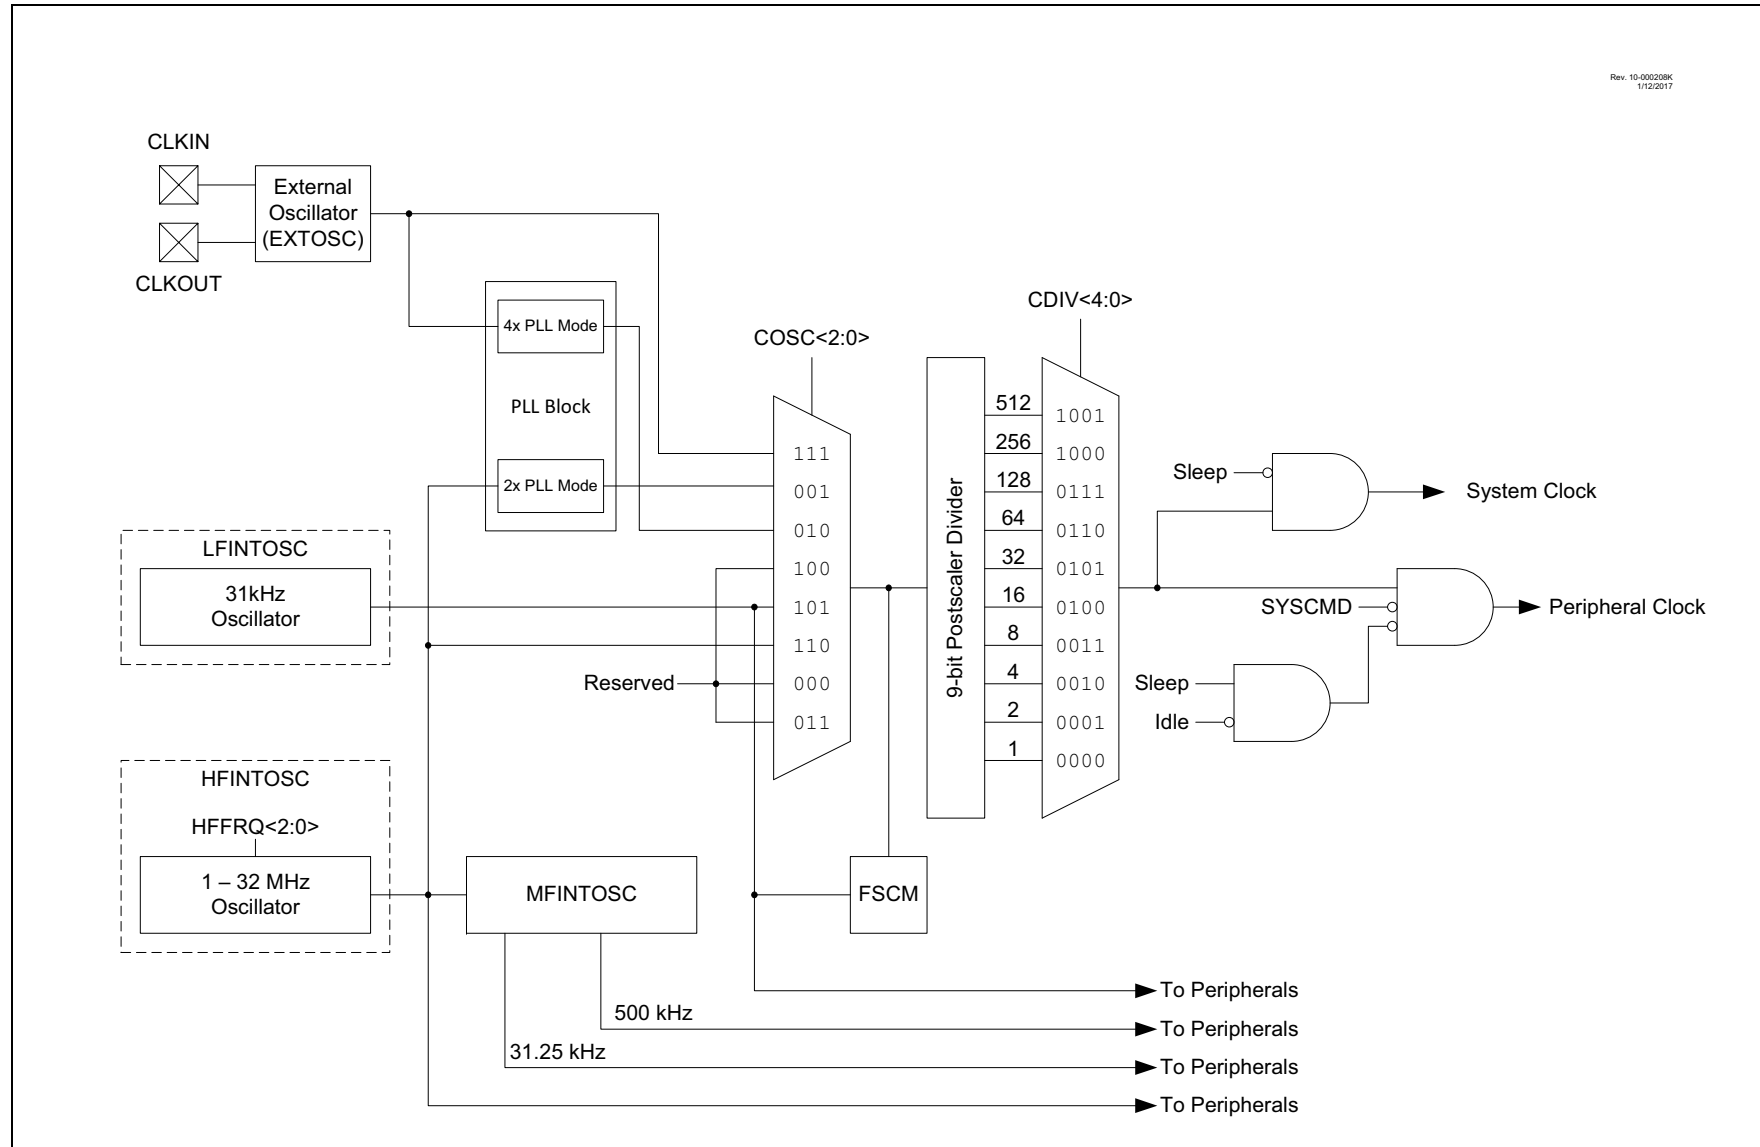 Rev. 10-000208K
1/12/2017
CLKIN
External
Oscillator
(EXTOSC)
CLKOUT
4x PLL Mode
PLL Block
2x PLL Mode
COSC<2:0>
111
001
010
100
101
110
000
011
Reserved
LFINTOSC
31kHz
Oscillator
HFINTOSC
HFFRQ<2:0>
1 – 32 MHz
Oscillator
MFINTOSC
FSCM
9-bit Postscaler Divider
CDIV<4:0>
512 1001
256 1000
128 0111
64 0110
32 0101
16 0100
8 0011
4 0010
2 0001
1 0000
Sleep
System Clock
SYSCMD
Peripheral Clock
Sleep
Idle
To Peripherals
500 kHz
To Peripherals
31.25 kHz
To Peripherals
To Peripherals